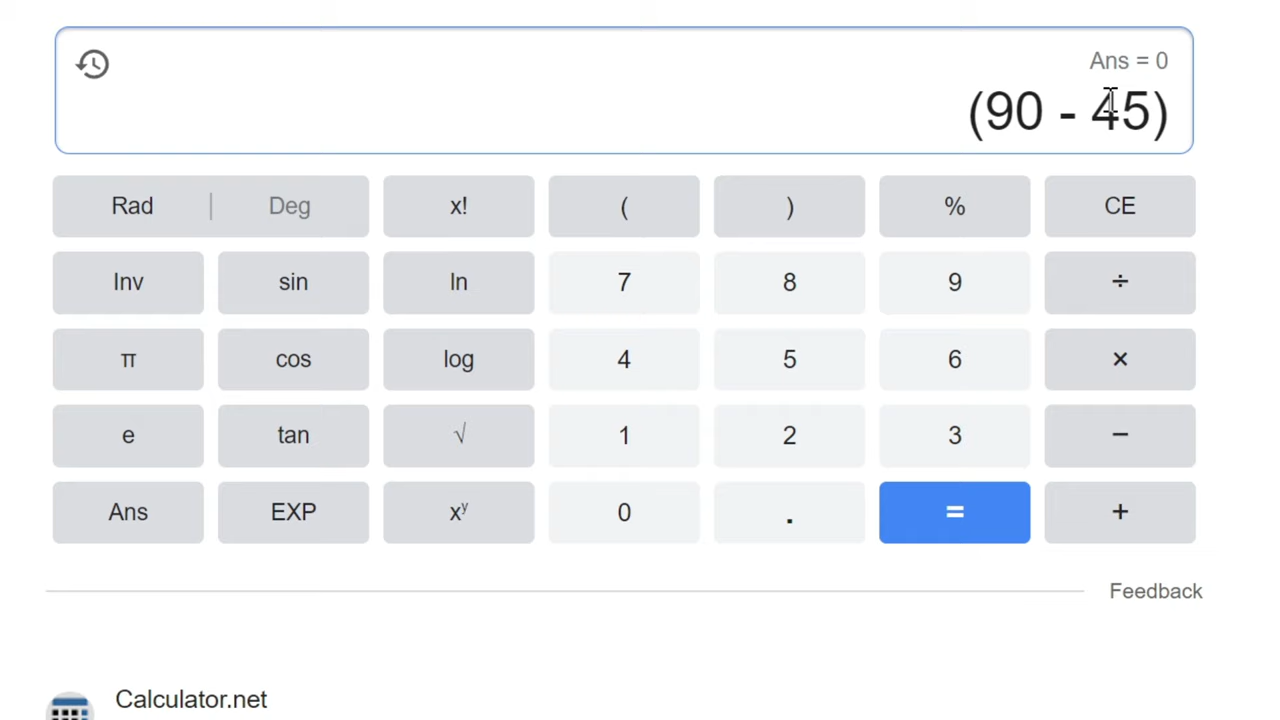 Ans = 0
(90 - 45)
Rad | Deg x! ( ) % CE
Inv sin ln 7 8 9 ÷
π cos log 4 5 6 ×
e tan √ 1 2 3 −
Ans EXP xʸ 0 . = +
Feedback
Calculator.net